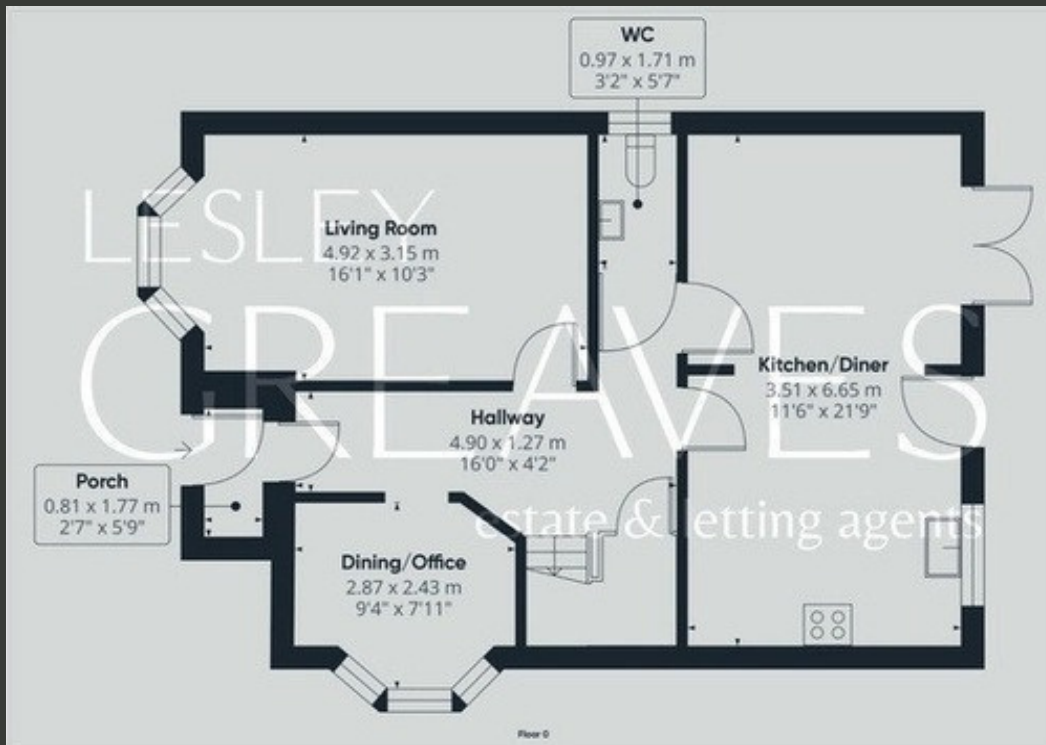 WC
0.97 x 1.71 m
3'2" x 5'7"
LESLEY
GREAVES
estate & letting agents
Living Room
4.92 x 3.15 m
16'1" x 10'3"
Kitchen/Diner
3.51 x 6.65 m
11'6" x 21'9"
Hallway
4.90 x 1.27 m
16'0" x 4'2"
Porch
0.81 x 1.77 m
2'7" x 5'9"
Dining/Office
2.87 x 2.43 m
9'4" x 7'11"
Floor 0